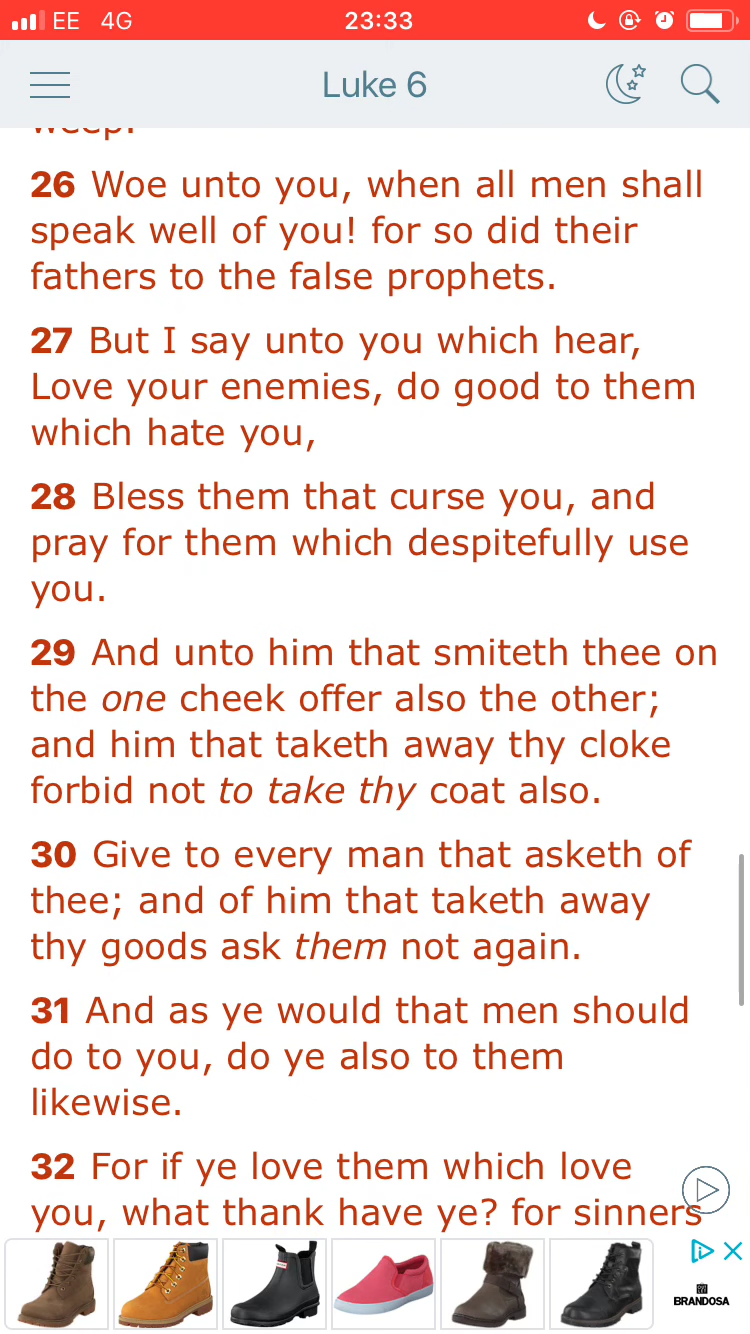 EE 4G 23:33
Luke 6
weep.
26 Woe unto you, when all men shall
speak well of you! for so did their
fathers to the false prophets.
27 But I say unto you which hear,
Love your enemies, do good to them
which hate you,
28 Bless them that curse you, and
pray for them which despitefully use
you.
29 And unto him that smiteth thee on
the one cheek offer also the other;
and him that taketh away thy cloke
forbid not to take thy coat also.
30 Give to every man that asketh of
thee; and of him that taketh away
thy goods ask them not again.
31 And as ye would that men should
do to you, do ye also to them
likewise.
32 For if ye love them which love
you, what thank have ye? for sinners
BRANDOSA